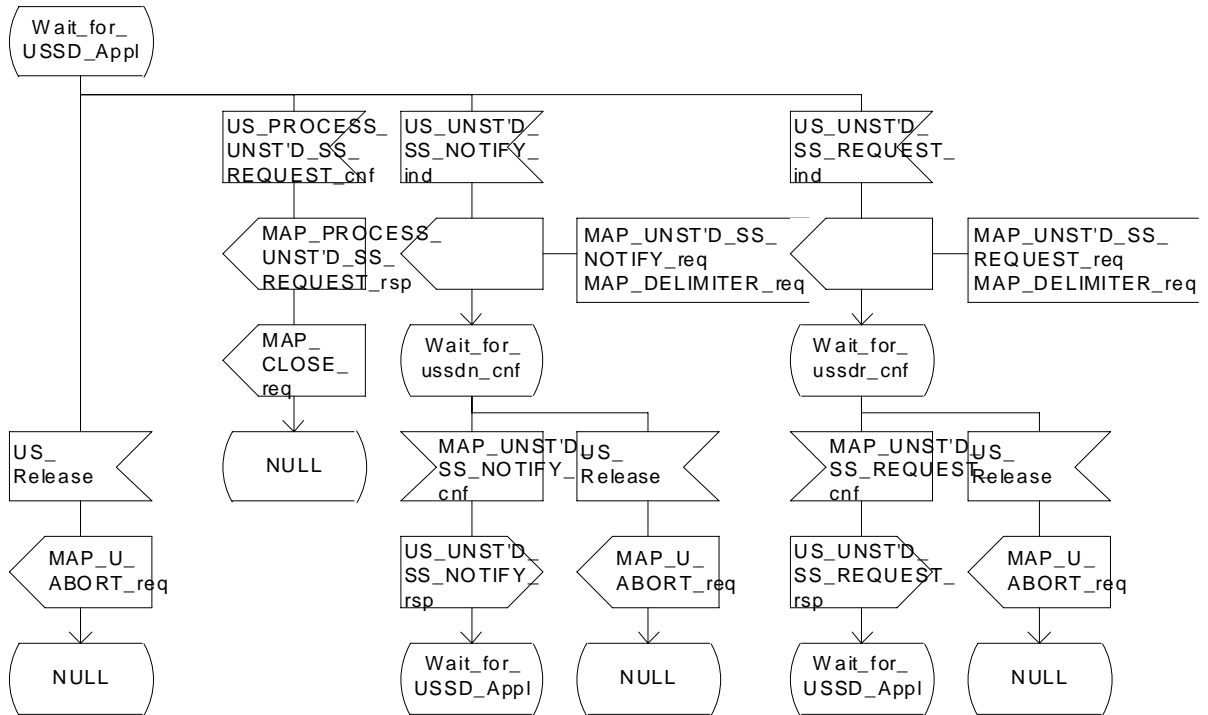 Wait_for_
USSD_Appl
US_PROCESS_
UNST'D_SS_
REQUEST_cnf
US_UNST'D_
SS_NOTIFY_
ind
US_UNST'D_
SS_REQUEST_
ind
MAP_PROCESS_
UNST'D_SS_
REQUEST_rsp
MAP_UNST'D_SS_
NOTIFY_req
MAP_DELIMITER_req
MAP_UNST'D_SS_
REQUEST_req
MAP_DELIMITER_req
MAP_
CLOSE_
req
Wait_for_
ussdn_cnf
Wait_for_
ussdr_cnf
US_
Release
NULL
MAP_UNST'D_
SS_NOTIFY_
cnf
US_
Release
MAP_UNST'D_
SS_REQUEST_
cnf
US_
Release
MAP_U_
ABORT_req
US_UNST'D_
SS_NOTIFY_
rsp
MAP_U_
ABORT_req
US_UNST'D_
SS_REQUEST_
rsp
MAP_U_
ABORT_req
NULL
Wait_for_
USSD_Appl
NULL
Wait_for_
USSD_Appl
NULL